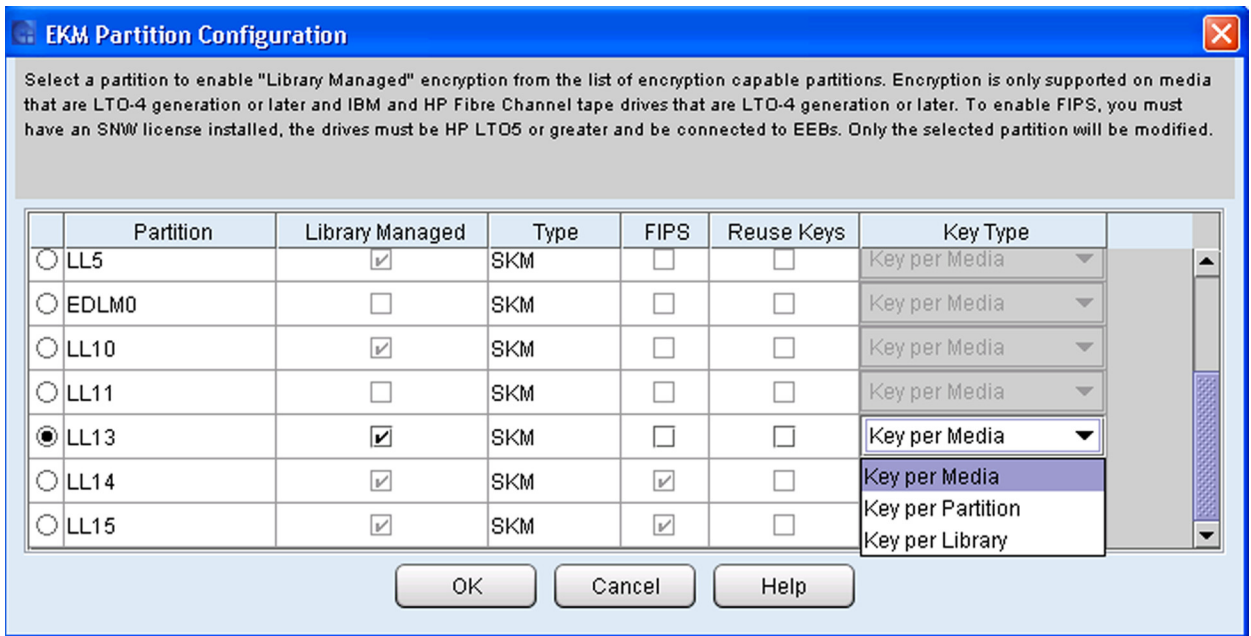 EKM Partition Configuration
Select a partition to enable "Library Managed" encryption from the list of encryption capable partitions. Encryption is only supported on media
that are LTO-4 generation or later and IBM and HP Fibre Channel tape drives that are LTO-4 generation or later. To enable FIPS, you must
have an SNW license installed, the drives must be HP LTO5 or greater and be connected to EEBs. Only the selected partition will be modified.
Partition Library Managed Type FIPS Reuse Keys Key Type
LL5 SKM Key per Media
EDLM0 SKM Key per Media
LL10 SKM Key per Media
LL11 SKM Key per Media
LL13 SKM Key per Media
LL14 SKM Key per Media
Key per Partition
LL15 SKM Key per Library
OK Cancel Help